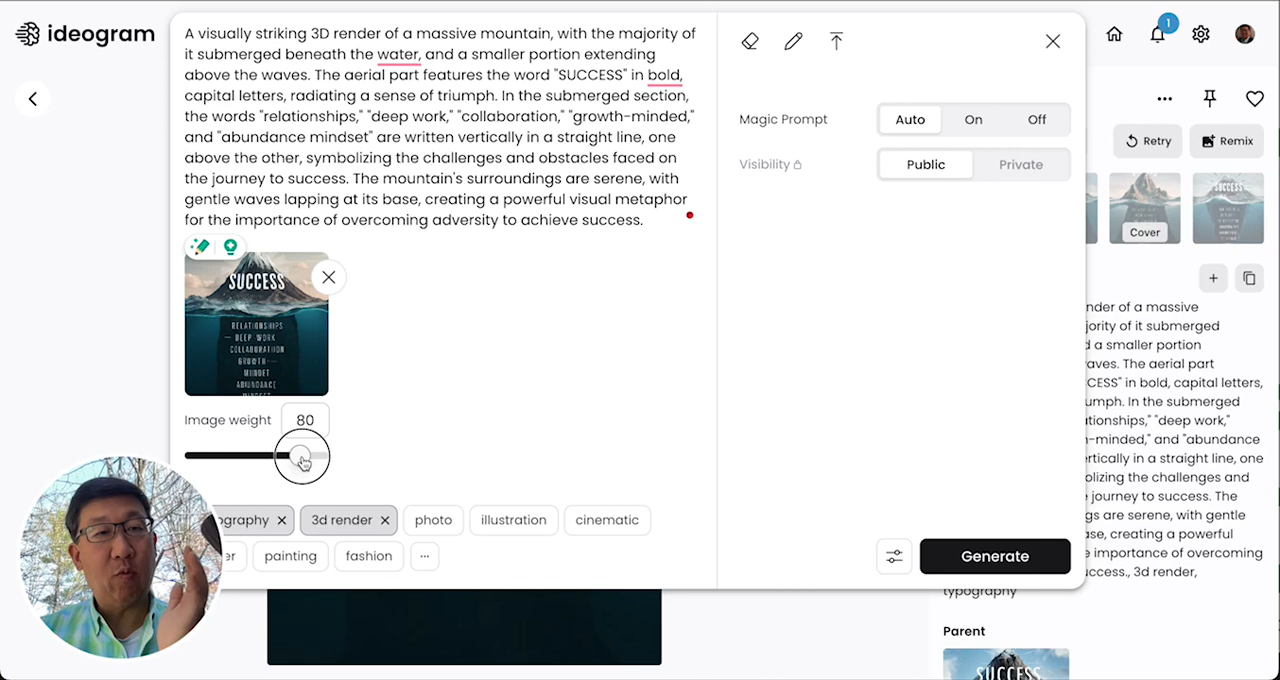 ideogram
1
A visually striking 3D render of a massive mountain, with the majority of
it submerged beneath the water, and a smaller portion extending
above the waves. The aerial part features the word "SUCCESS" in bold,
capital letters, radiating a sense of triumph. In the submerged section,
the words "relationships," "deep work," "collaboration," "growth-minded,"
and "abundance mindset" are written vertically in a straight line, one
above the other, symbolizing the challenges and obstacles faced on
the journey to success. The mountain's surroundings are serene, with
gentle waves lapping at its base, creating a powerful visual metaphor
for the importance of overcoming adversity to achieve success.
SUCCESS
RELATIONSHIPS
DEEP WORK
COLLABORATION
GROWTH
MINDET
ABUNDANCE
Image weight 80
ography × 3d render × photo illustration cinematic
er painting fashion ...
Magic Prompt Auto On Off
Visibility Public Private
Generate
Retry Remix
Cover SUCCESS
nder of a massive
jority of it submerged
d a smaller portion
vaves. The aerial part
CESS" in bold, capital letters,
umph. In the submerged
ationships," "deep work,"
h-minded," and "abundance
ertically in a straight line, one
olizing the challenges and
e journey to success. The
ngs are serene, with gentle
ase, creating a powerful
e importance of overcoming
uccess., 3d render,
typography
Parent
SUCCESS